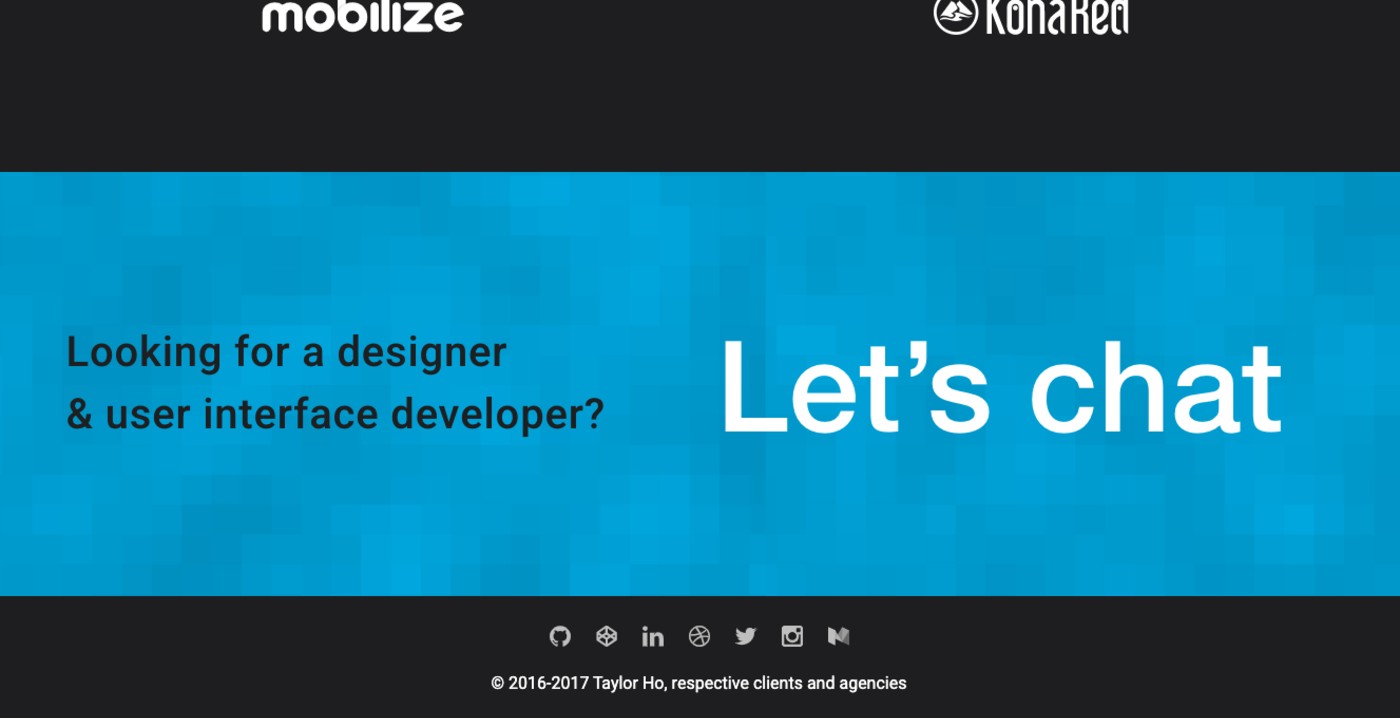 mobilize
KonaRed
Looking for a designer
& user interface developer?
Let’s chat
in
© 2016-2017 Taylor Ho, respective clients and agencies